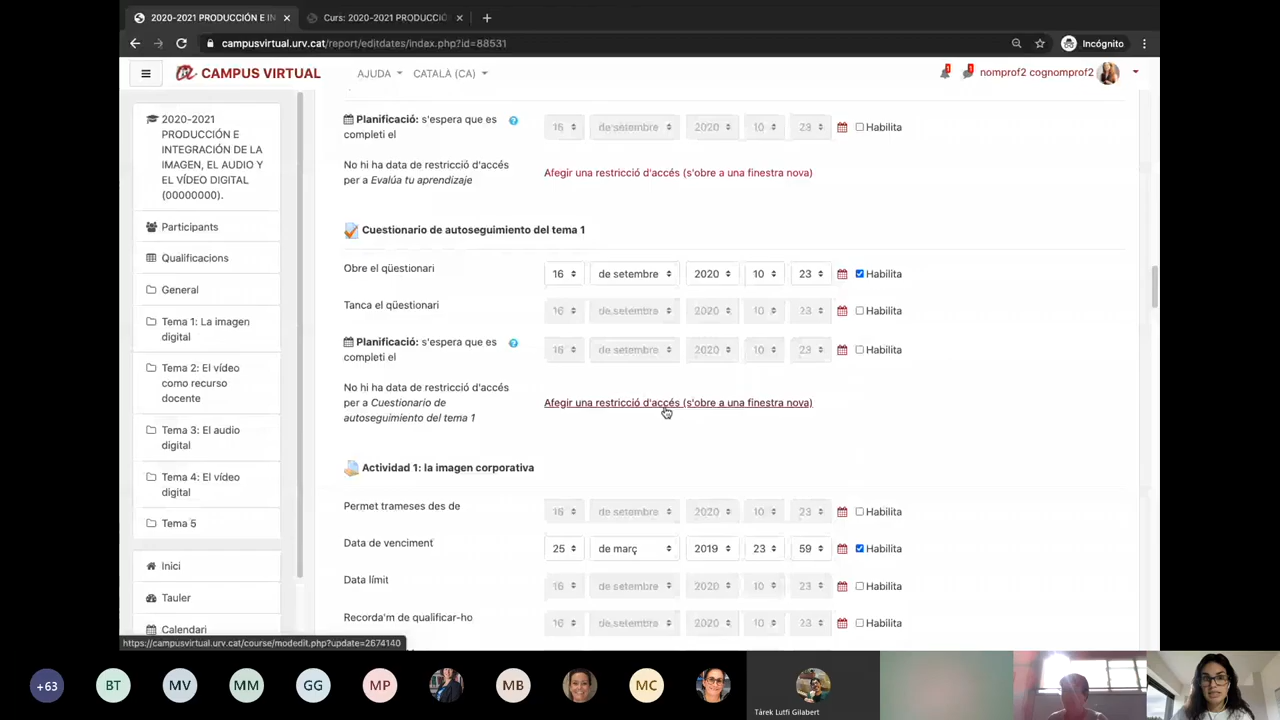 2020-2021 PRODUCCIÓN E IN
Curs: 2020-2021 PRODUCCIÓ
campusvirtual.urv.cat/report/editdates/index.php?id=88531
Incógnito
CAMPUS VIRTUAL
AJUDA
CATALÀ (CA)
nomprof2 cognomprof2
2020-2021
PRODUCCIÓN E
INTEGRACIÓN DE LA
IMAGEN, EL AUDIO Y
EL VÍDEO DIGITAL
(00000000).
Participants
Qualificacions
General
Tema 1: La imagen
digital
Tema 2: El vídeo
como recurso
docente
Tema 3: El audio
digital
Tema 4: El vídeo
digital
Tema 5
Inici
Tauler
Calendari
Planificació: s'espera que es
completi el
16 de setembre 2020 10 23 Habilita
No hi ha data de restricció d'accés
per a Evalúa tu aprendizaje
Afegir una restricció d'accés (s'obre a una finestra nova)
Cuestionario de autoseguimiento del tema 1
Obre el qüestionari
16 de setembre 2020 10 23 Habilita
Tanca el qüestionari
16 de setembre 2020 10 23 Habilita
Planificació: s'espera que es
completi el
16 de setembre 2020 10 23 Habilita
No hi ha data de restricció d'accés
per a Cuestionario de
autoseguimiento del tema 1
Afegir una restricció d'accés (s'obre a una finestra nova)
Actividad 1: la imagen corporativa
Permet trameses des de
16 de setembre 2020 10 23 Habilita
Data de venciment
25 de març 2019 23 59 Habilita
Data límit
16 de setembre 2020 10 23 Habilita
Recorda'm de qualificar-ho
16 de setembre 2020 10 23 Habilita
https://campusvirtual.urv.cat/course/modedit.php?update=2674140
+63
BT
MV
MM
GG
MP
MB
MC
Tárek Lutfi Gilabert